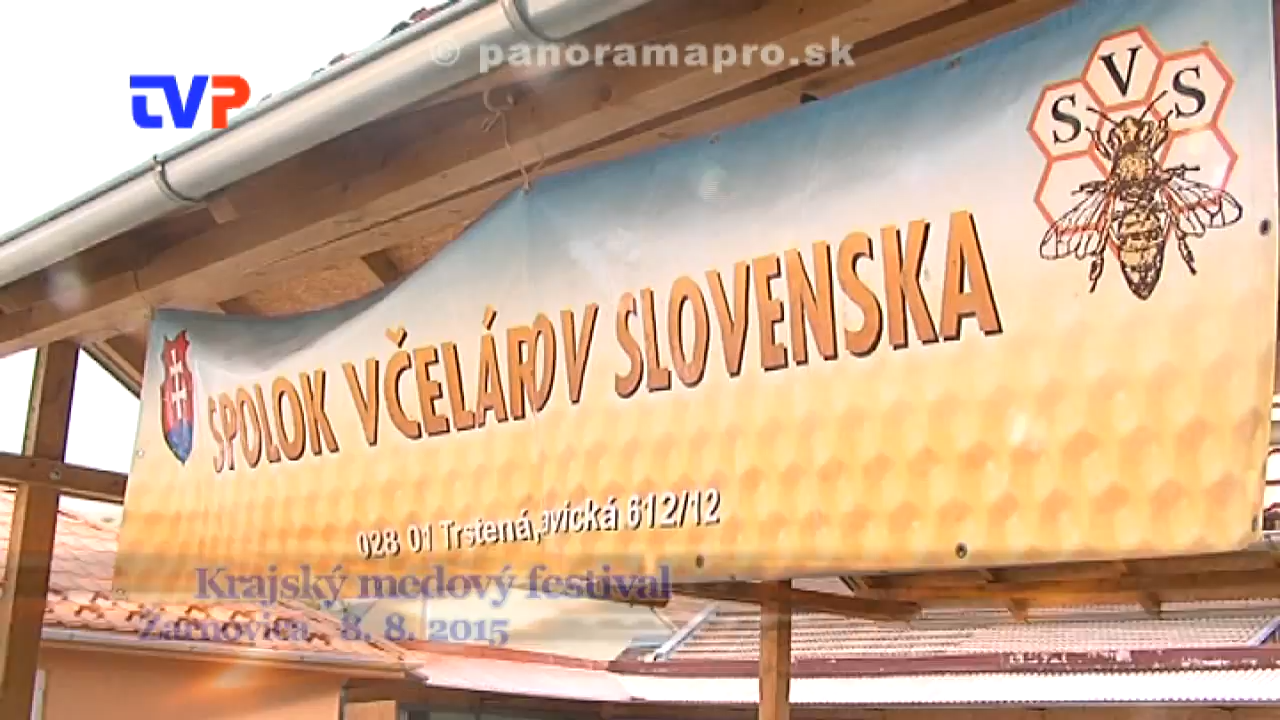 © panoramapro.sk
TVP
SVS
SPOLOK VČELÁROV SLOVENSKA
028 01 Trstená, avická 612/12
Krajský medový festival
Žarnovica 8. 8. 2015